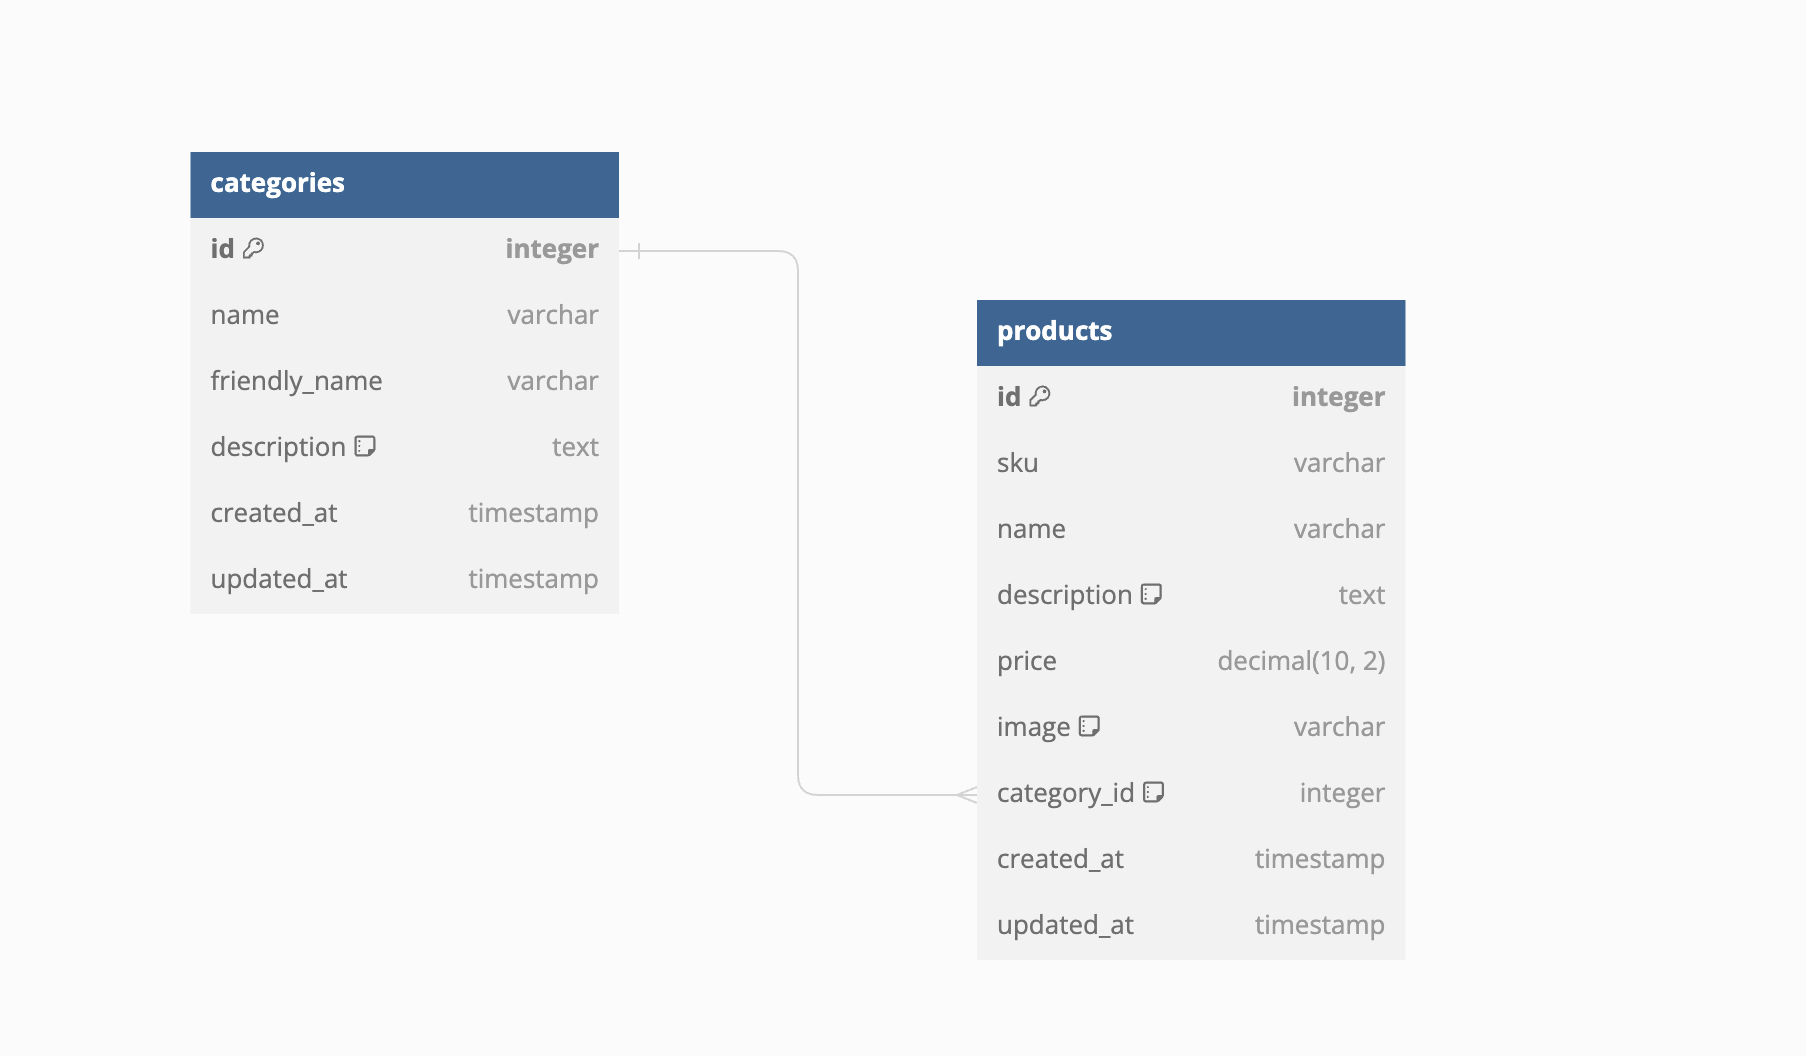 categories
id integer
name varchar
friendly_name varchar
description text
created_at timestamp
updated_at timestamp
products
id integer
sku varchar
name varchar
description text
price decimal(10, 2)
image varchar
category_id integer
created_at timestamp
updated_at timestamp